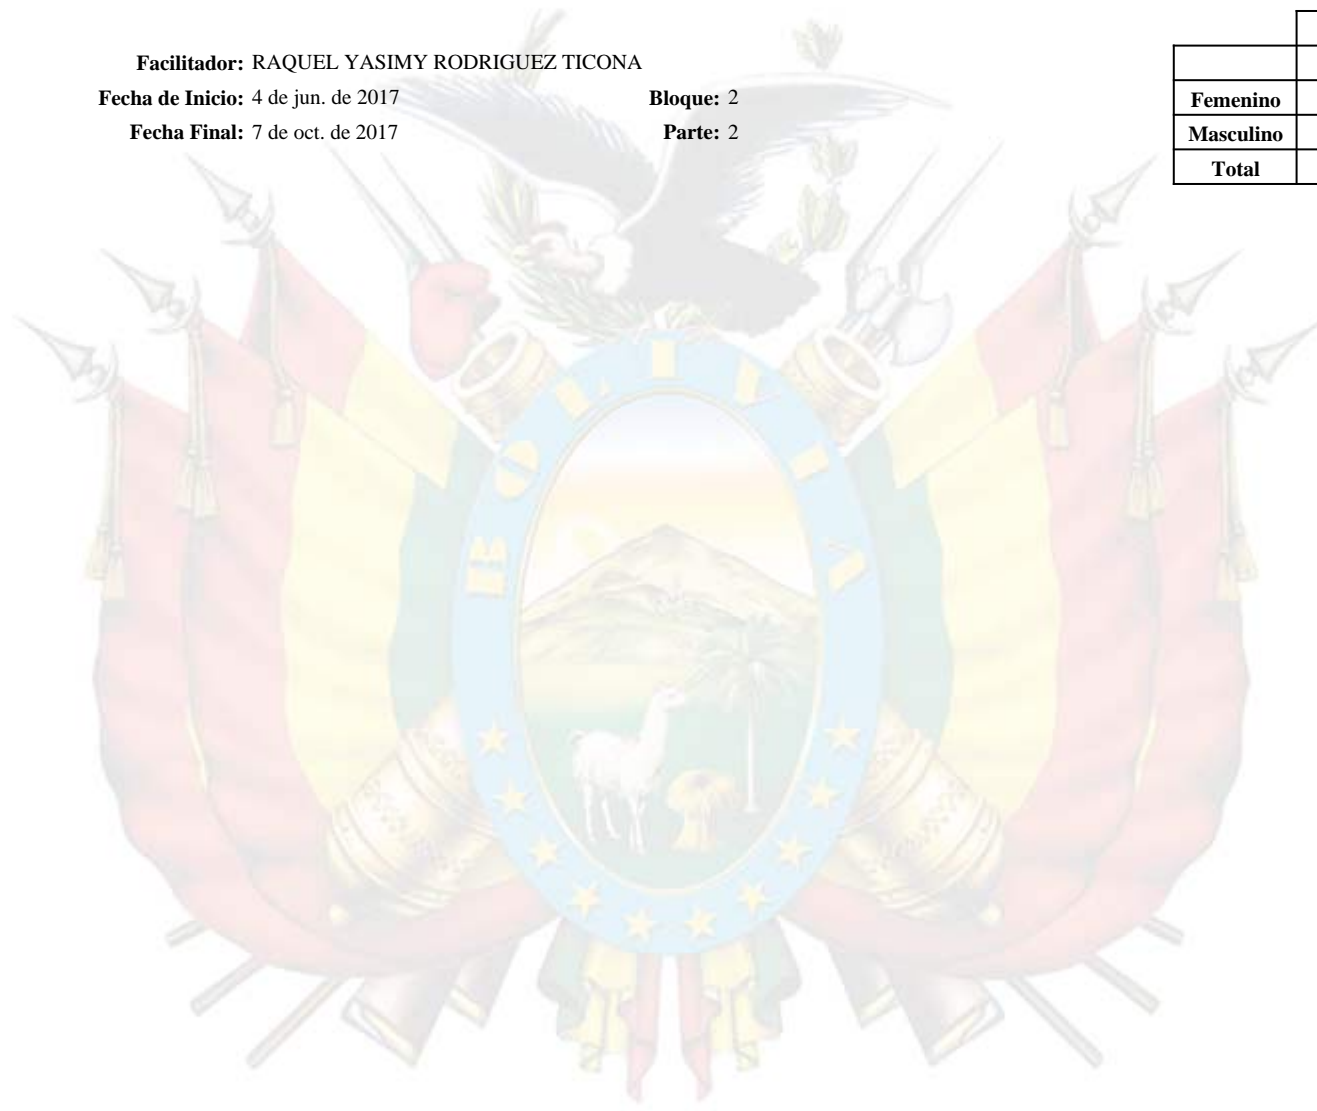 Facilitador: RAQUEL YASIMY RODRIGUEZ TICONA
Fecha de Inicio: 4 de jun. de 2017 Bloque: 2
Fecha Final: 7 de oct. de 2017 Parte: 2
Femenino
Masculino
Total
BOLIVIA